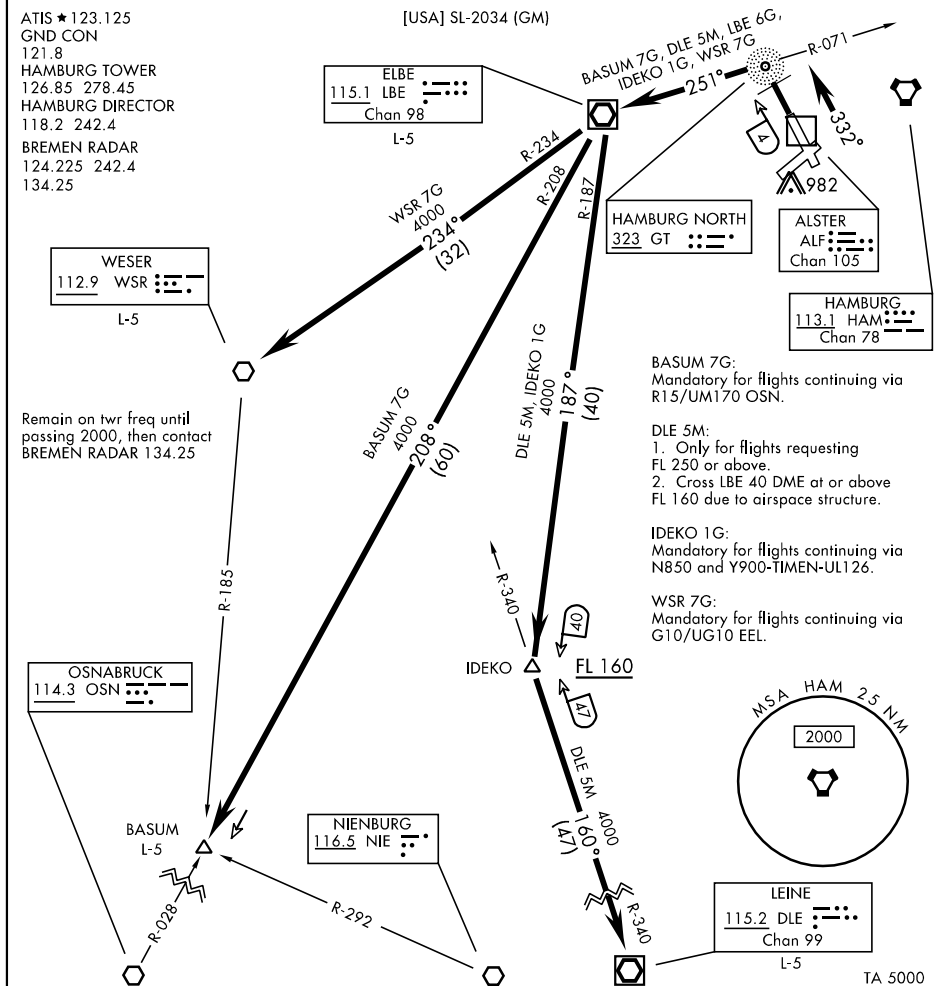 ATIS ★ 123.125
GND CON
121.8
HAMBURG TOWER
126.85 278.45
HAMBURG DIRECTOR
118.2 242.4
BREMEN RADAR
124.225 242.4
134.25
[USA] SL-2034 (GM)
ELBE
115.1 LBE
Chan 98
L-5
BASUM 7G, DLE 5M, LBE 6G,
IDEKO 1G, WSR 7G
251°
R-071
332°
4
982
R-234
R-208
R-187
HAMBURG NORTH
323 GT
ALSTER
ALF
Chan 105
HAMBURG
113.1 HAM
Chan 78
WSR 7G
4000
234°
(32)
WESER
112.9 WSR
L-5
Remain on twr freq until
passing 2000, then contact
BREMEN RADAR 134.25
BASUM 7G
4000
208°
(60)
DLE 5M, IDEKO 1G
4000
187°
(40)
BASUM 7G:
Mandatory for flights continuing via
R15/UM170 OSN.
DLE 5M:
1. Only for flights requesting
FL 250 or above.
2. Cross LBE 40 DME at or above
FL 160 due to airspace structure.
IDEKO 1G:
Mandatory for flights continuing via
N850 and Y900-TIMEN-UL126.
WSR 7G:
Mandatory for flights continuing via
G10/UG10 EEL.
R-185
R-340
40
IDEKO
FL 160
47
OSNABRUCK
114.3 OSN
MSA HAM 25 NM
2000
DLE 5M
4000
160°
(47)
BASUM
L-5
NIENBURG
116.5 NIE
R-028
R-292
R-340
LEINE
115.2 DLE
Chan 99
L-5
TA 5000